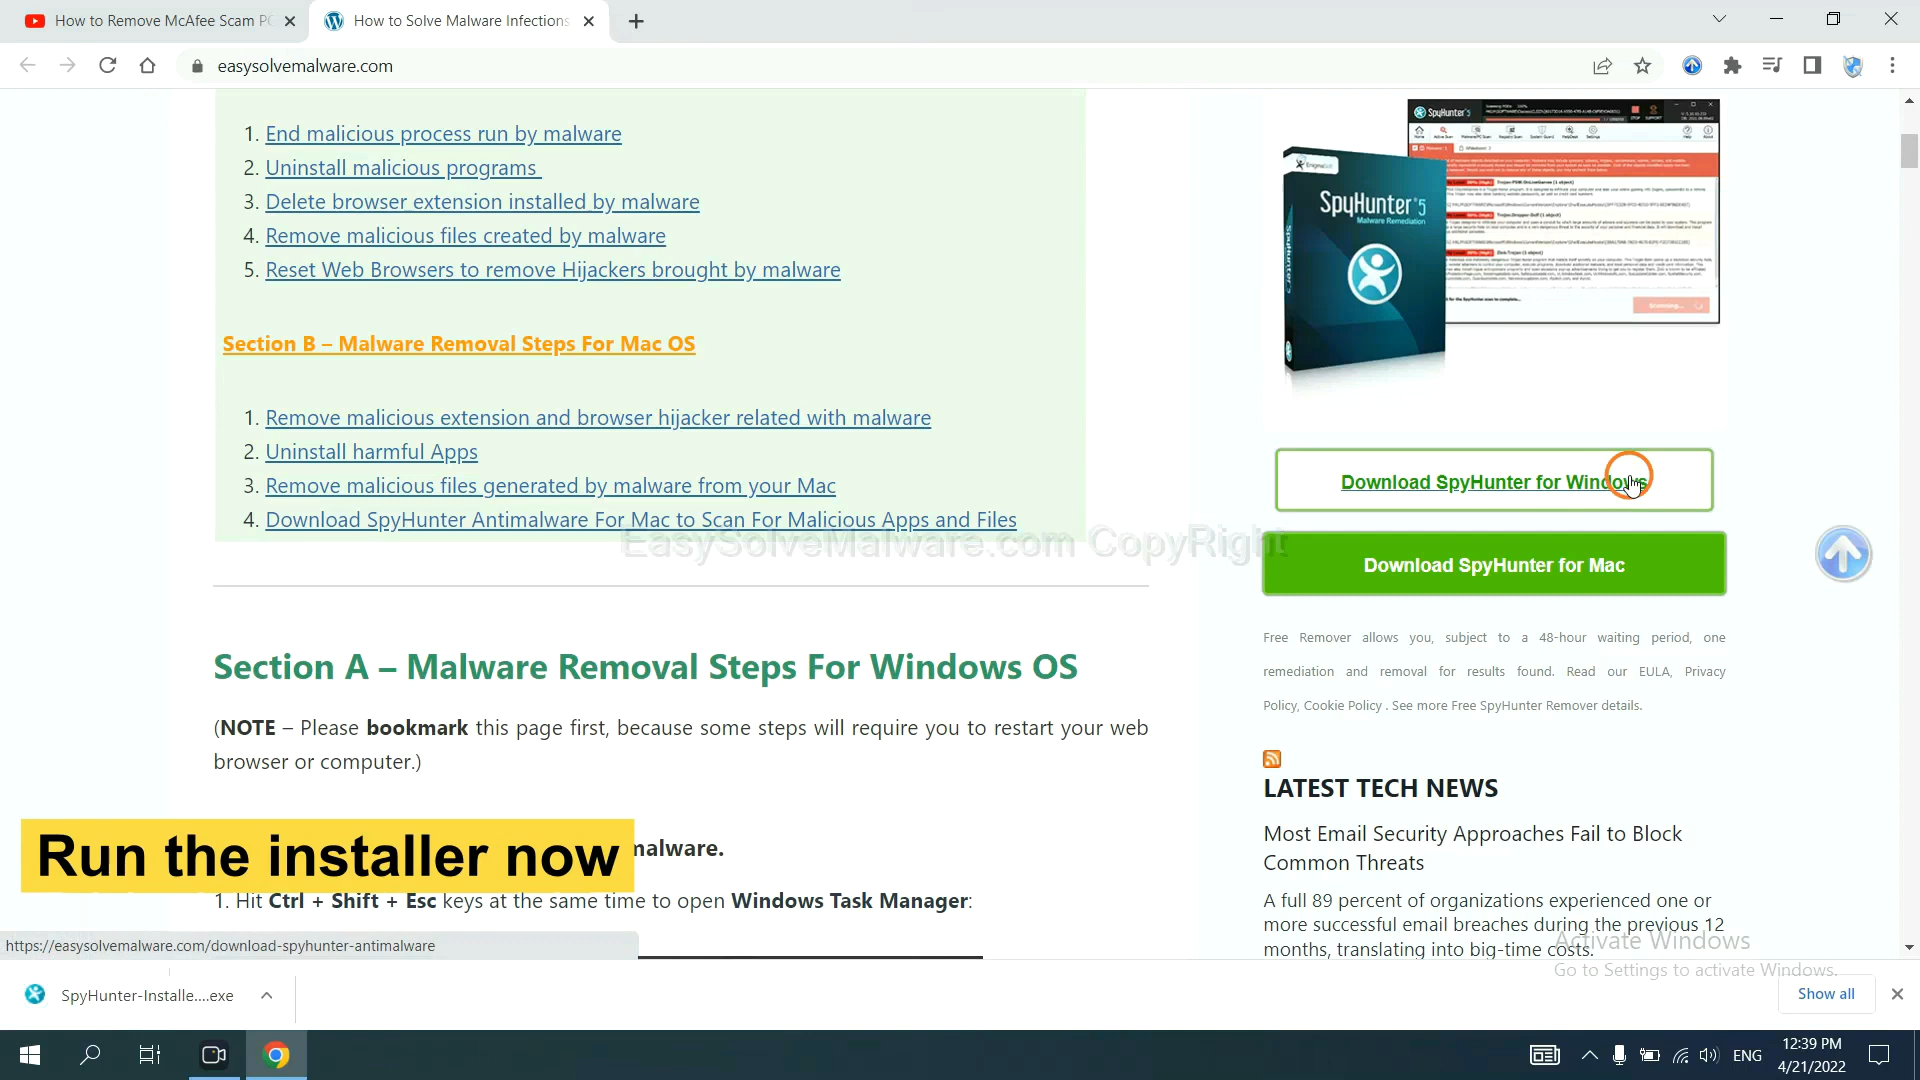 How to Remove McAfee Scam PC
How to Solve Malware Infections
easysolvemalware.com
1. End malicious process run by malware
2. Uninstall malicious programs
3. Delete browser extension installed by malware
4. Remove malicious files created by malware
5. Reset Web Browsers to remove Hijackers brought by malware
Section B – Malware Removal Steps For Mac OS
1. Remove malicious extension and browser hijacker related with malware
2. Uninstall harmful Apps
3. Remove malicious files generated by malware from your Mac
4. Download SpyHunter Antimalware For Mac to Scan For Malicious Apps and Files
EasySolveMalware.com CopyRight
Section A – Malware Removal Steps For Windows OS
(NOTE – Please bookmark this page first, because some steps will require you to restart your web
browser or computer.)
Run the installer now
malware.
1. Hit Ctrl + Shift + Esc keys at the same time to open Windows Task Manager:
https://easysolvemalware.com/download-spyhunter-antimalware
SpyHunter 5
EnigmaSoft
SpyHunter 5
Malware Remediation
SpyHunter 5
Scanning...
Download SpyHunter for Windows
Download SpyHunter for Mac
Free Remover allows you, subject to a 48-hour waiting period, one
remediation and removal for results found. Read our EULA, Privacy
Policy, Cookie Policy . See more Free SpyHunter Remover details.
LATEST TECH NEWS
Most Email Security Approaches Fail to Block
Common Threats
A full 89 percent of organizations experienced one or
more successful email breaches during the previous 12
months, translating into big-time costs.
Activate Windows
Go to Settings to activate Windows.
SpyHunter-Installe....exe
Show all
ENG
12:39 PM
4/21/2022